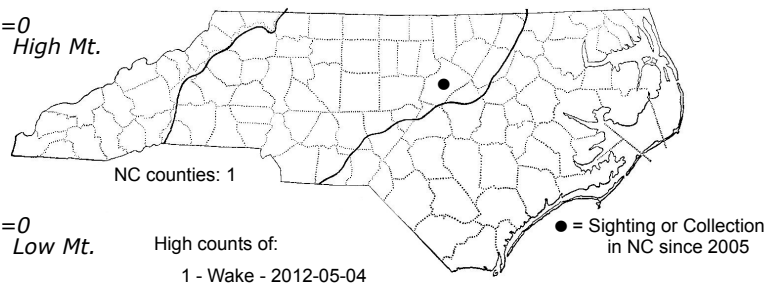 =0
High Mt.
NC counties: 1
=0
Low Mt.
High counts of:
1 - Wake - 2012-05-04
● = Sighting or Collection
in NC since 2005